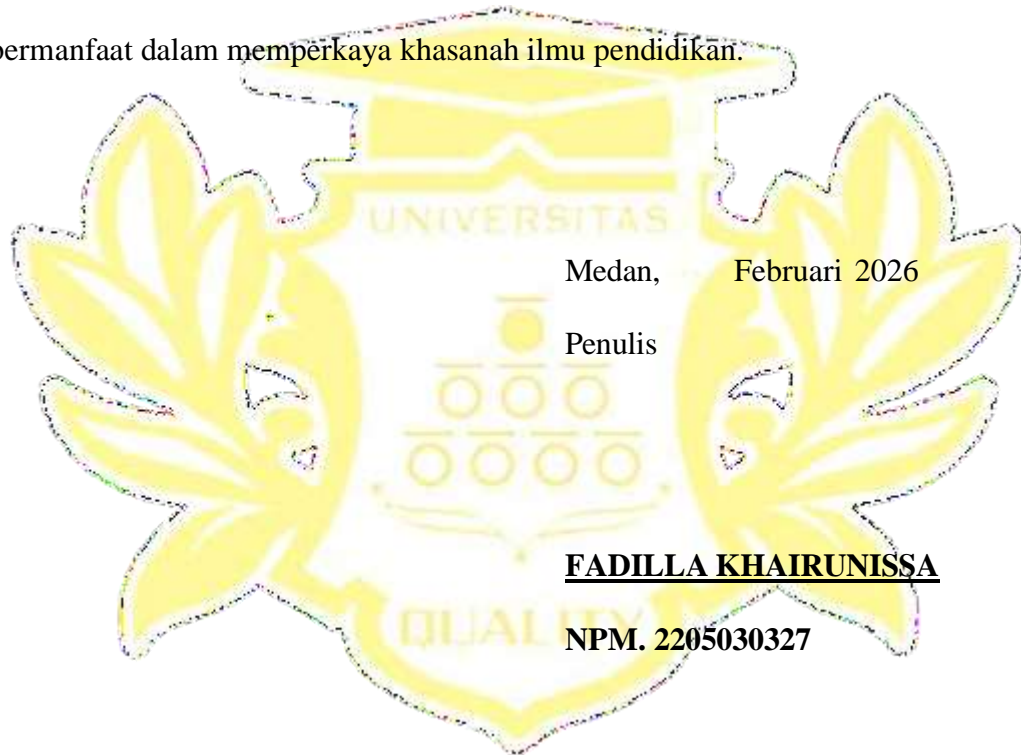 bermanfaat dalam memperkaya khasanah ilmu pendidikan.
UNIVERSITAS
Medan, Februari 2026
Penulis
FADILLA KHAIRUNISSA
QUALITY
NPM. 2205030327